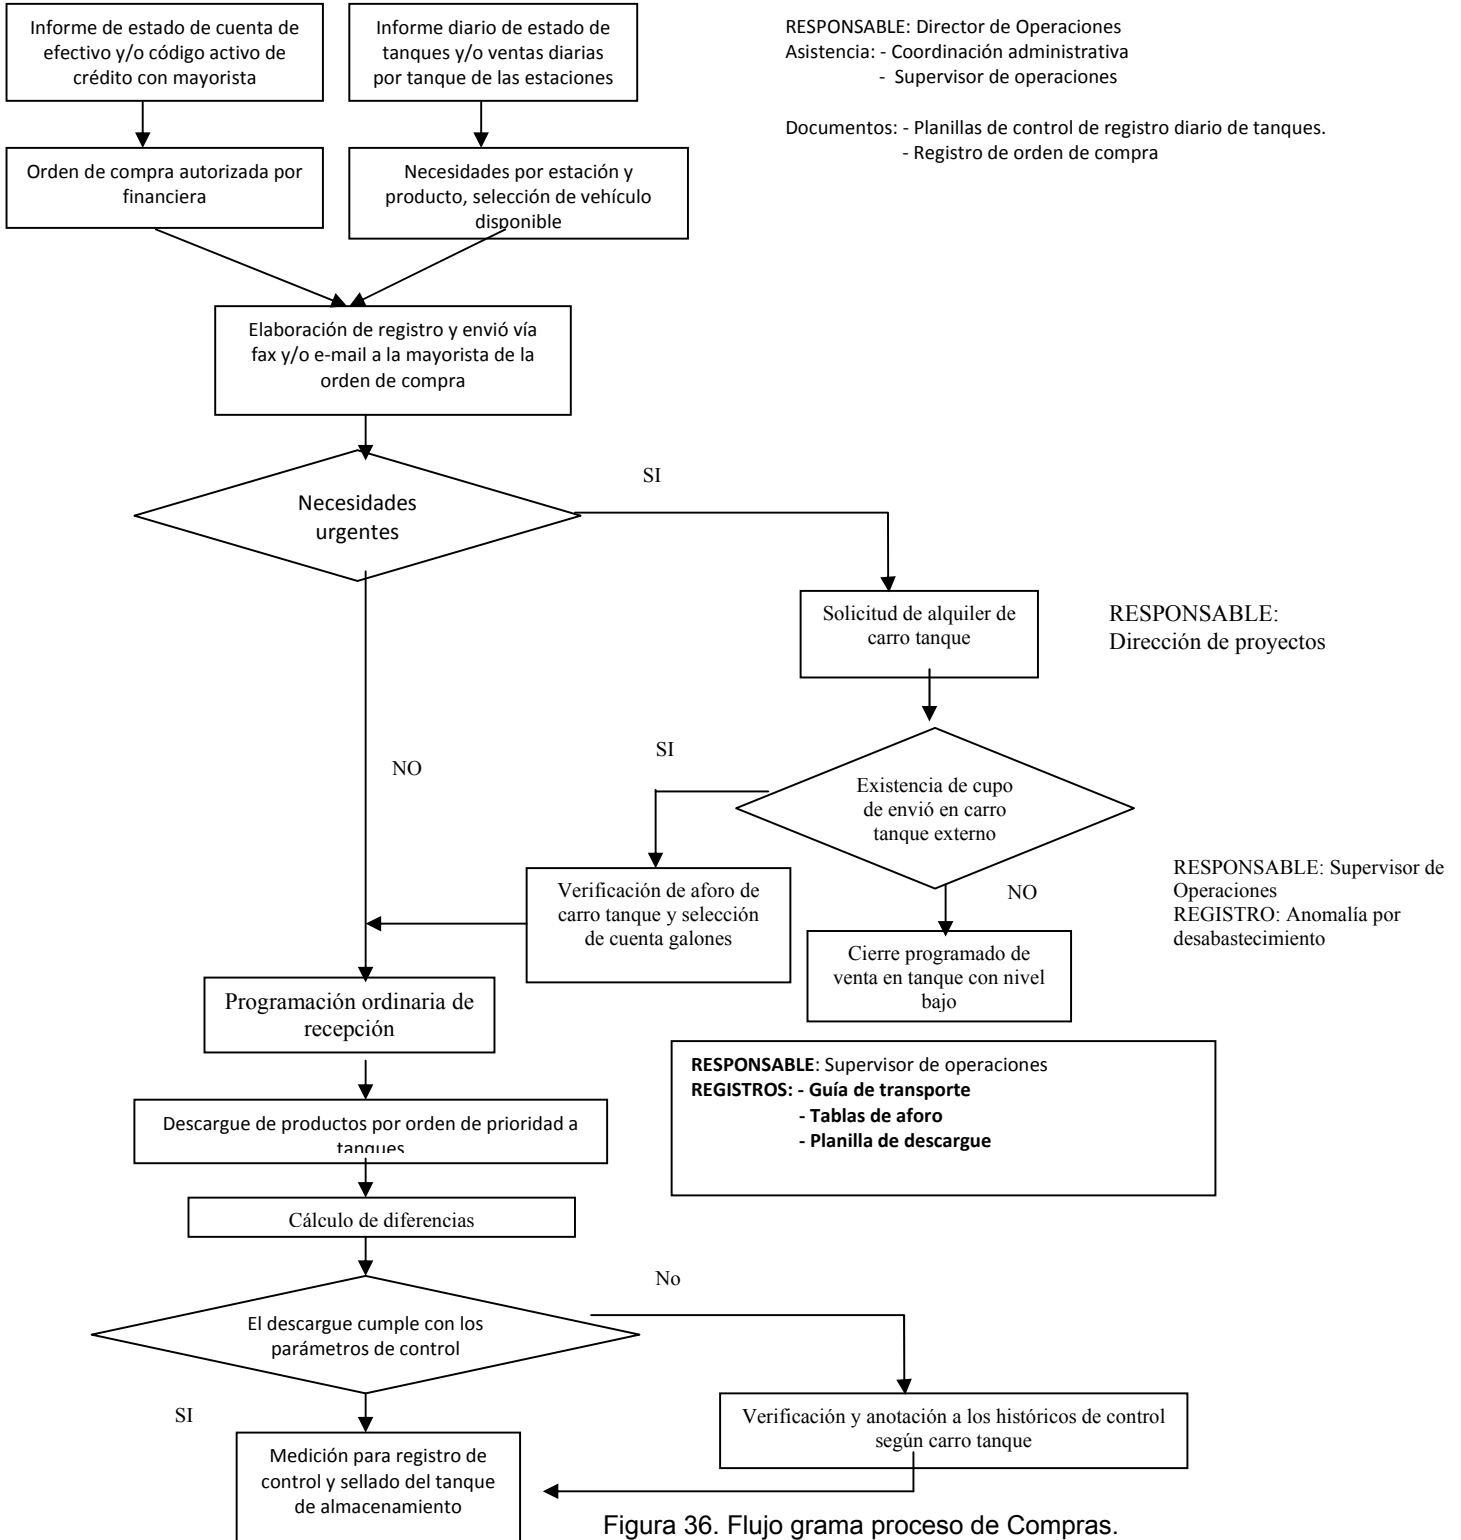 Informe de estado de cuenta de
efectivo y/o código activo de
crédito con mayorista
Informe diario de estado de
tanques y/o ventas diarias
por tanque de las estaciones
RESPONSABLE: Director de Operaciones
Asistencia: - Coordinación administrativa
- Supervisor de operaciones
Documentos: - Planillas de control de registro diario de tanques.
- Registro de orden de compra
Orden de compra autorizada por
financiera
Necesidades por estación y
producto, selección de vehículo
disponible
Elaboración de registro y envió vía
fax y/o e-mail a la mayorista de la
orden de compra
Necesidades
urgentes
SI
Solicitud de alquiler de
carro tanque
RESPONSABLE:
Dirección de proyectos
NO
SI
Existencia de cupo
de envió en carro
tanque externo
NO
RESPONSABLE: Supervisor de
Operaciones
REGISTRO: Anomalía por
desabastecimiento
Verificación de aforo de
carro tanque y selección
de cuenta galones
Cierre programado de
venta en tanque con nivel
bajo
Programación ordinaria de
recepción
RESPONSABLE: Supervisor de operaciones
REGISTROS: - Guía de transporte
- Tablas de aforo
- Planilla de descargue
Descargue de productos por orden de prioridad a
tanques
Cálculo de diferencias
No
El descargue cumple con los
parámetros de control
SI
Verificación y anotación a los históricos de control
según carro tanque
Medición para registro de
control y sellado del tanque
de almacenamiento
Figura 36. Flujo grama proceso de Compras.